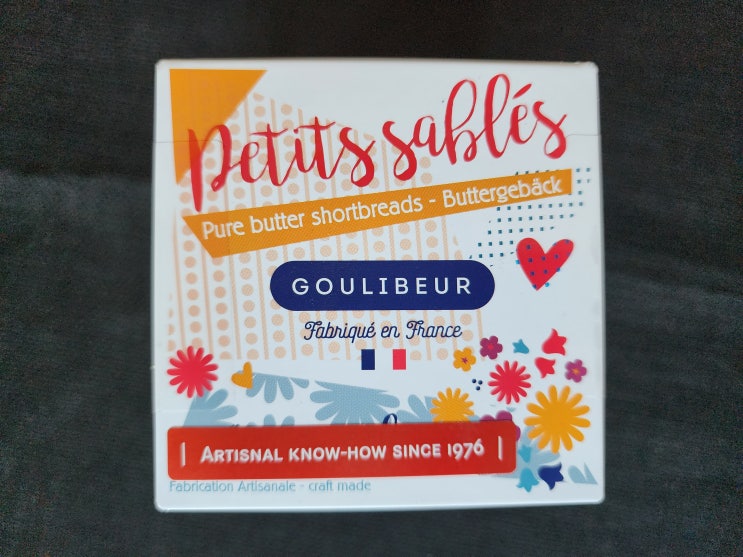 Petits sablés
Pure butter shortbreads - Buttergebäck
GOULIBEUR
Fabriqué en France
| ARTISNAL KNOW-HOW SINCE 1976 |
Fabrication Artisanale - craft made